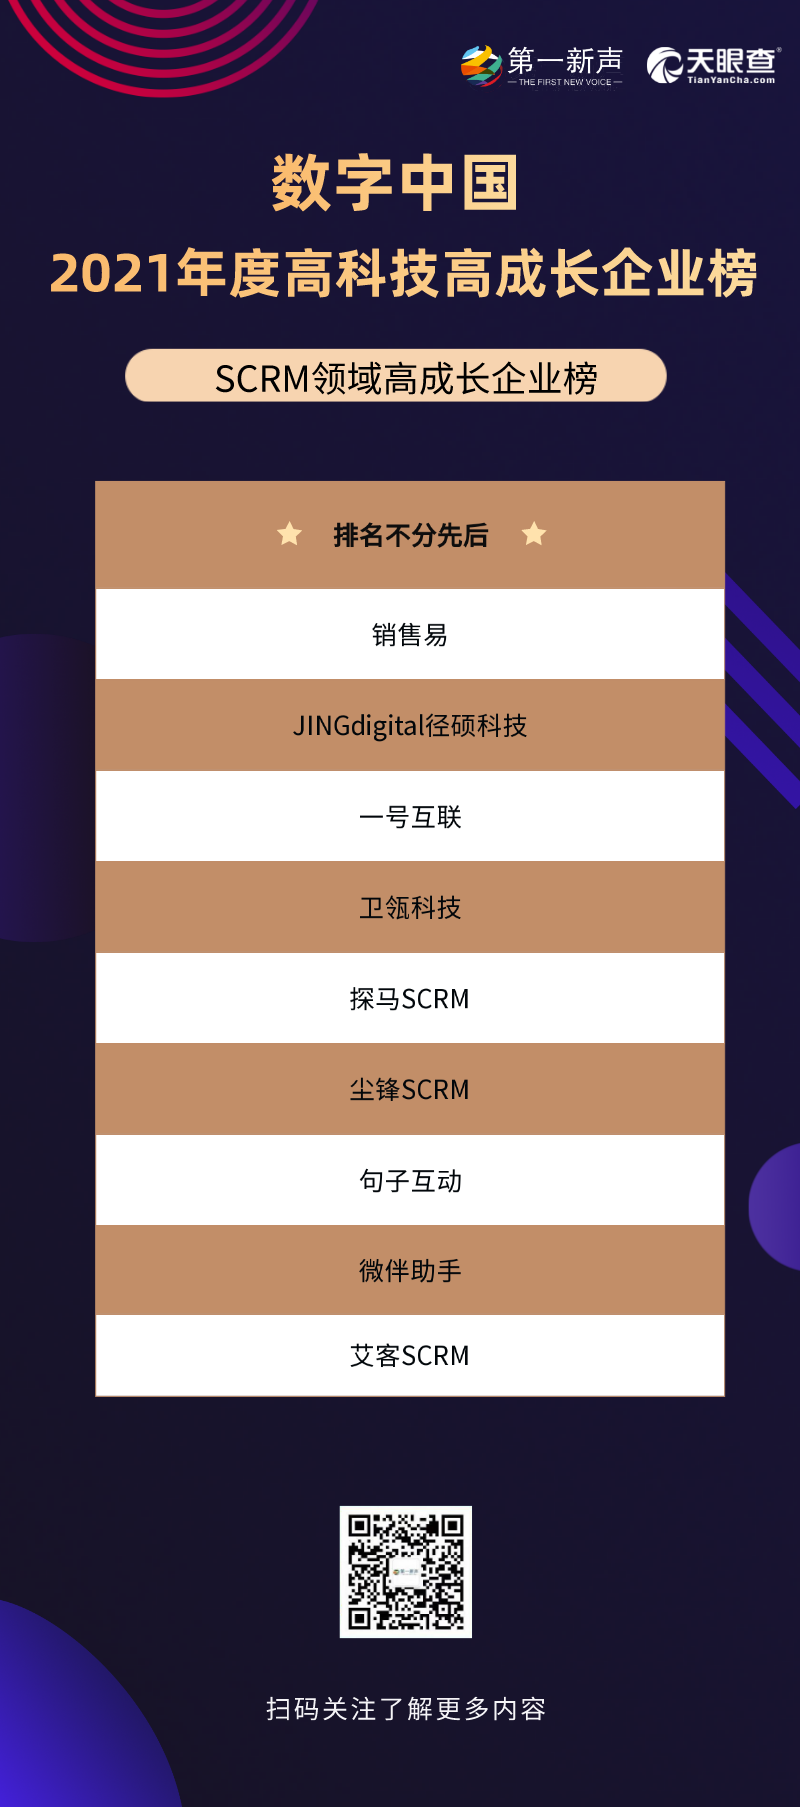 第一新声
THE FIRST NEW VOICE
天眼查®
TianYanCha.com
数字中国
2021年度高科技高成长企业榜
SCRM领域高成长企业榜
排名不分先后
销售易
JINGdigital径硕科技
一号互联
卫瓴科技
探马SCRM
尘锋SCRM
句子互动
微伴助手
艾客SCRM
第一新声
扫码关注了解更多内容